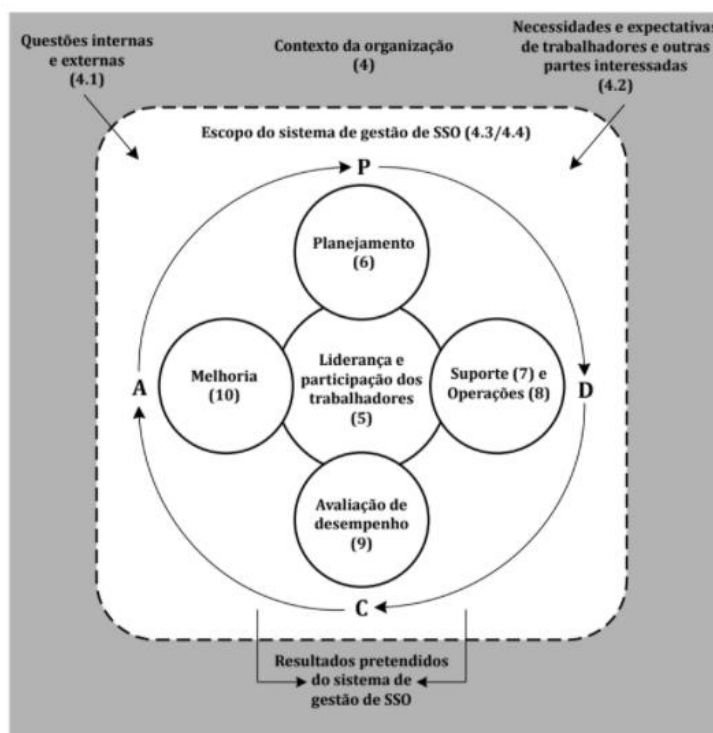 Questões internas
e externas
(4.1)
Contexto da organização
(4)
Necessidades e expectativas
de trabalhadores e outras
partes interessadas
(4.2)
Escopo do sistema de gestão de SSO (4.3/4.4)
P
Planejamento
(6)
A
Melhoria
(10)
Liderança e
participação dos
trabalhadores
(5)
Suporte (7) e
Operações (8)
D
Avaliação de
desempenho
(9)
C
Resultados pretendidos
do sistema de
gestão de SSO